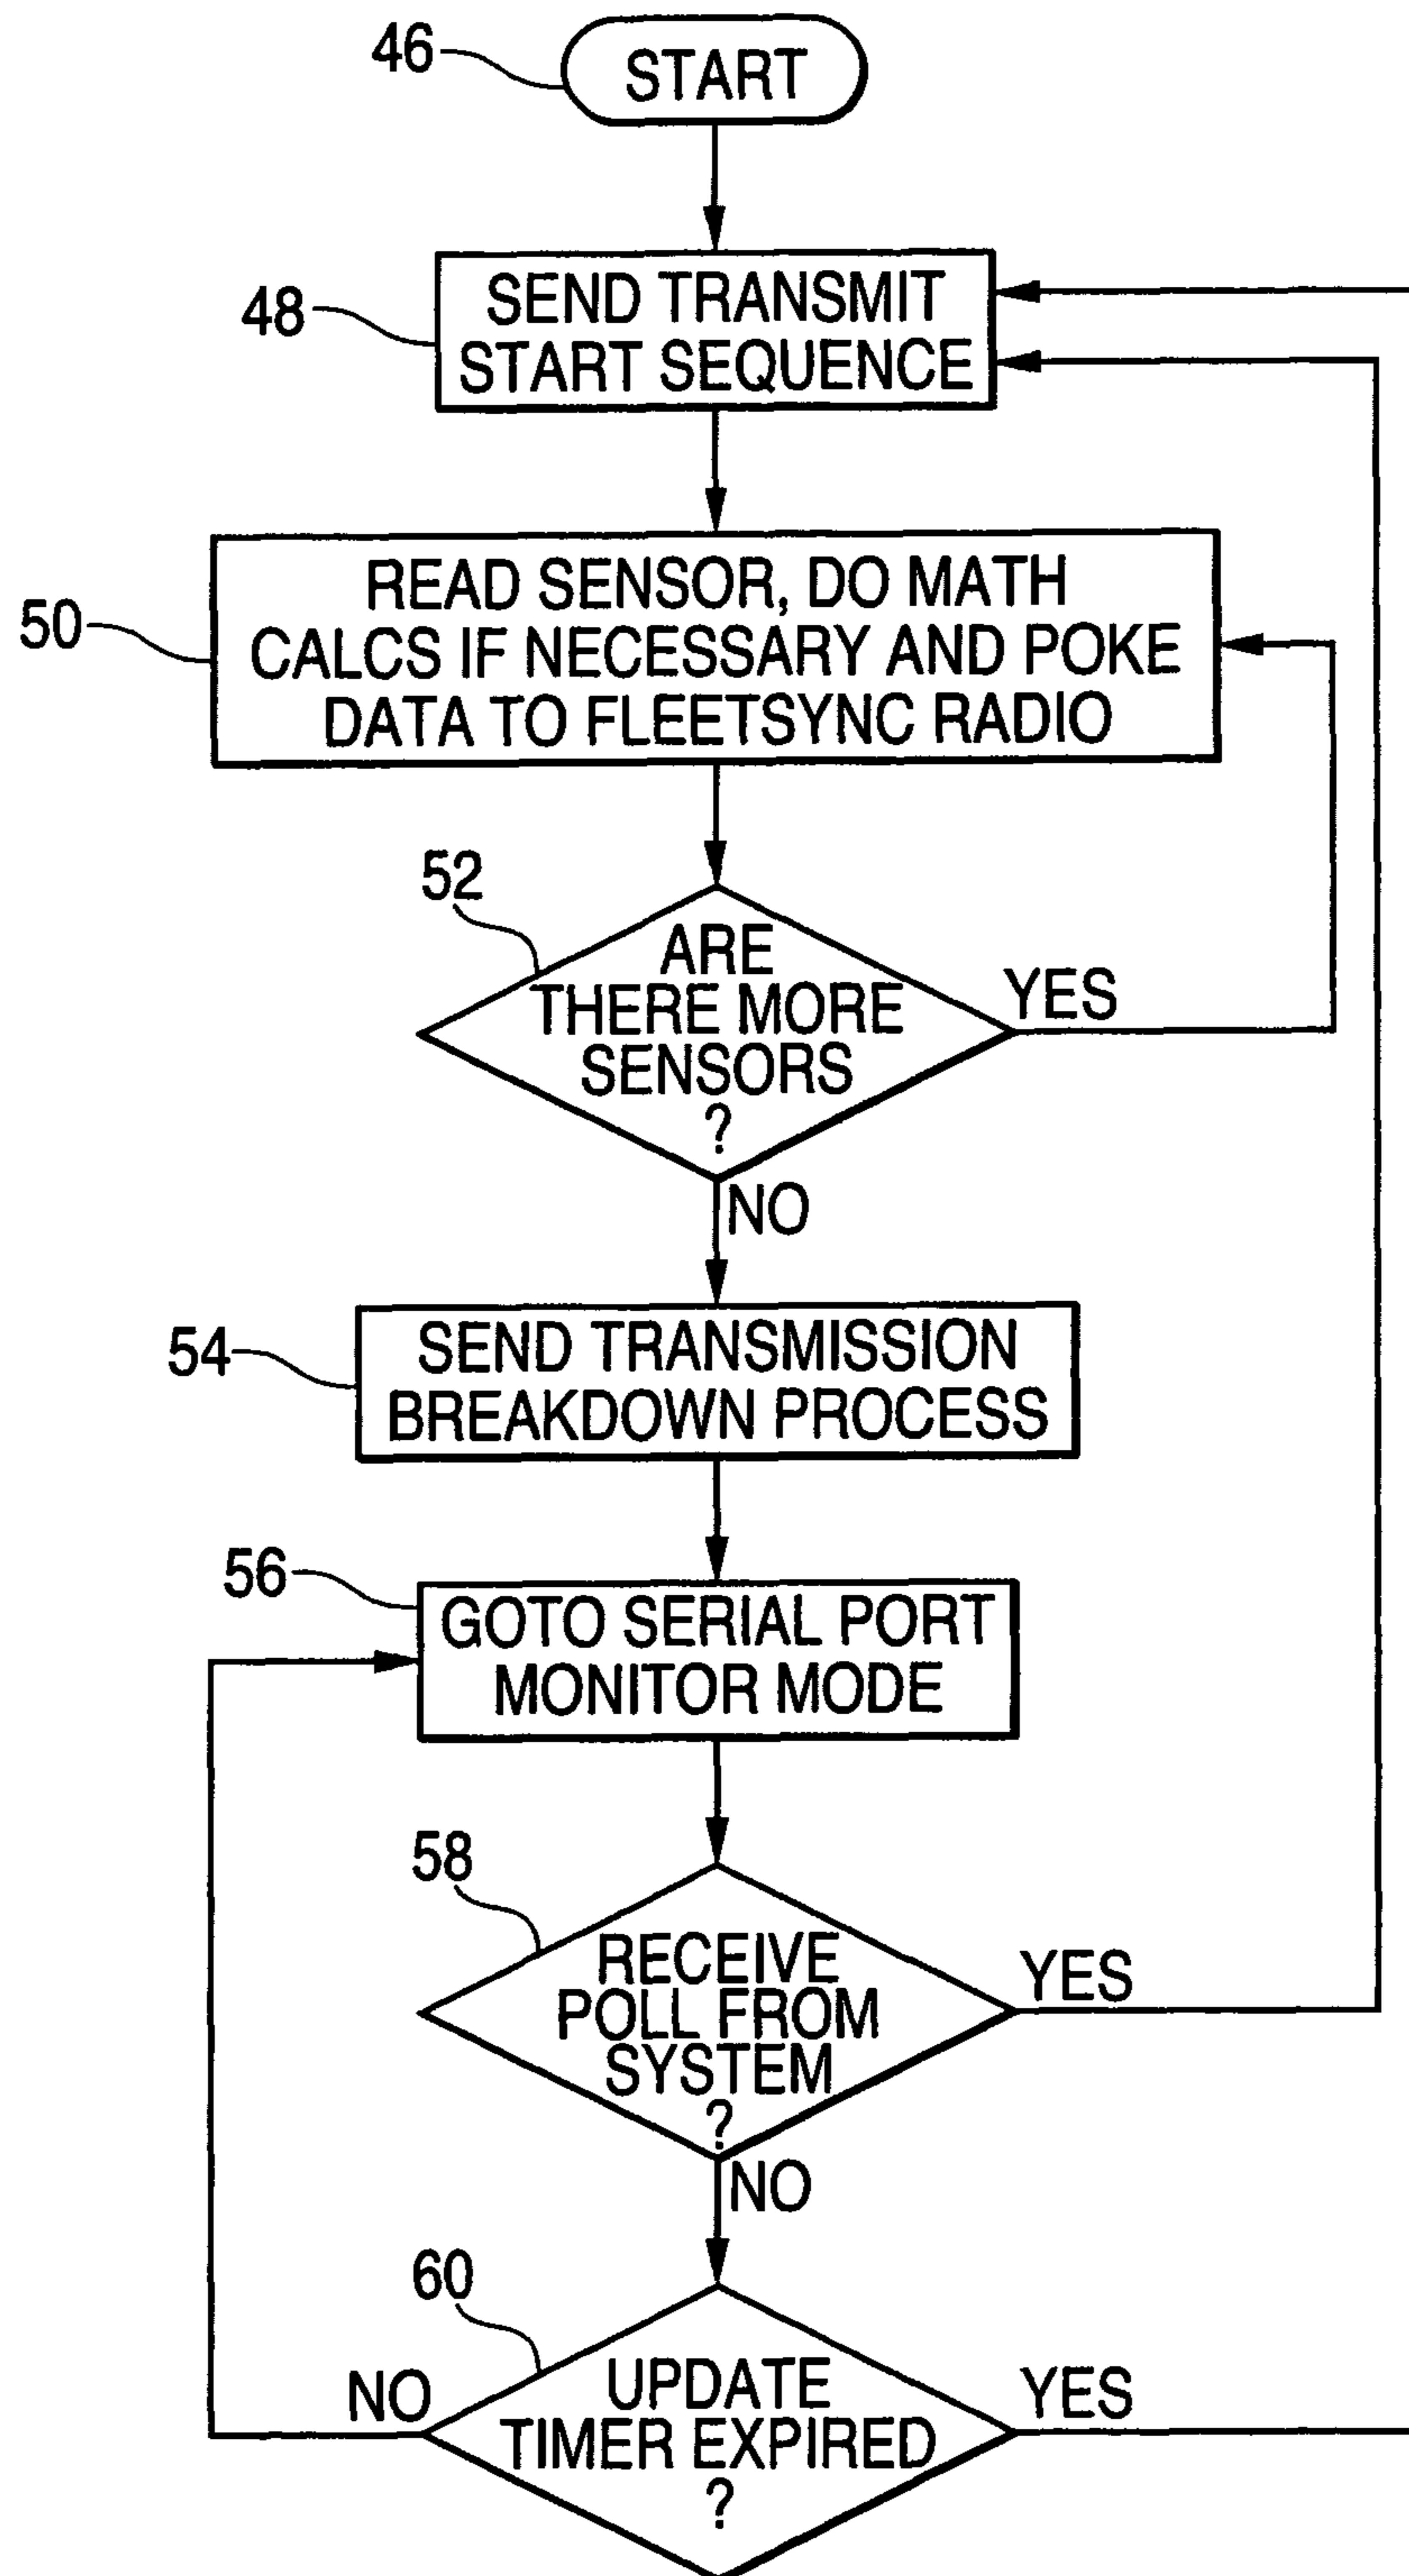 46
START
48
SEND TRANSMIT
START SEQUENCE
50
READ SENSOR, DO MATH
CALCS IF NECESSARY AND POKE
DATA TO FLEETSYNC RADIO
52
ARE
THERE MORE
SENSORS
?
YES
NO
54
SEND TRANSMISSION
BREAKDOWN PROCESS
56
GOTO SERIAL PORT
MONITOR MODE
58
RECEIVE
POLL FROM
SYSTEM
?
YES
NO
60
UPDATE
TIMER EXPIRED
?
NO
YES